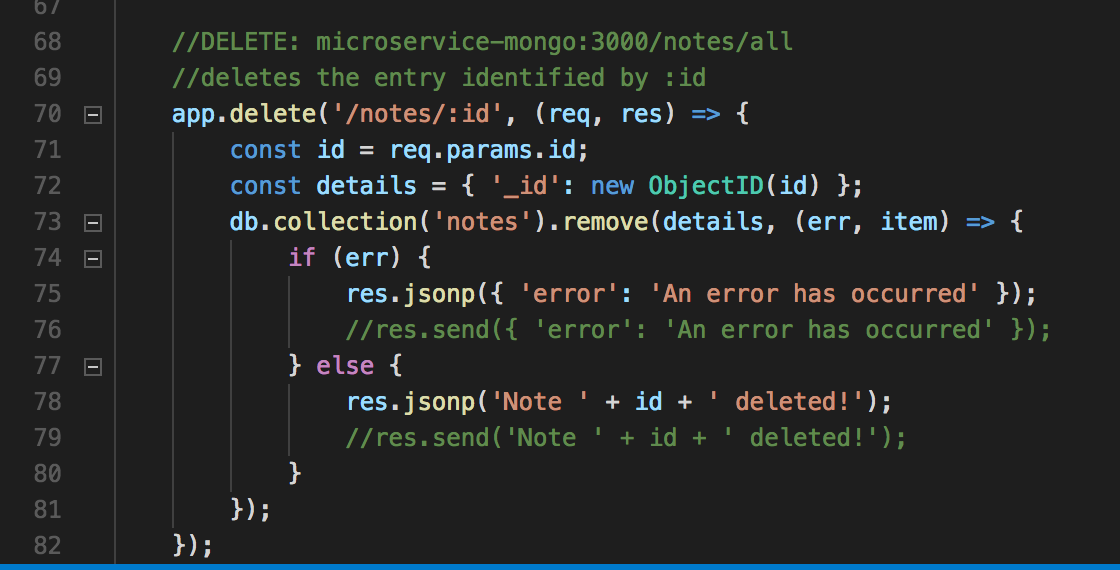 67
68 //DELETE: microservice-mongo:3000/notes/all
69 //deletes the entry identified by :id
70 app.delete('/notes/:id', (req, res) => {
71 const id = req.params.id;
72 const details = { '_id': new ObjectID(id) };
73 db.collection('notes').remove(details, (err, item) => {
74 if (err) {
75 res.jsonp({ 'error': 'An error has occurred' });
76 //res.send({ 'error': 'An error has occurred' });
77 } else {
78 res.jsonp('Note ' + id + ' deleted!');
79 //res.send('Note ' + id + ' deleted!');
80 }
81 });
82 });